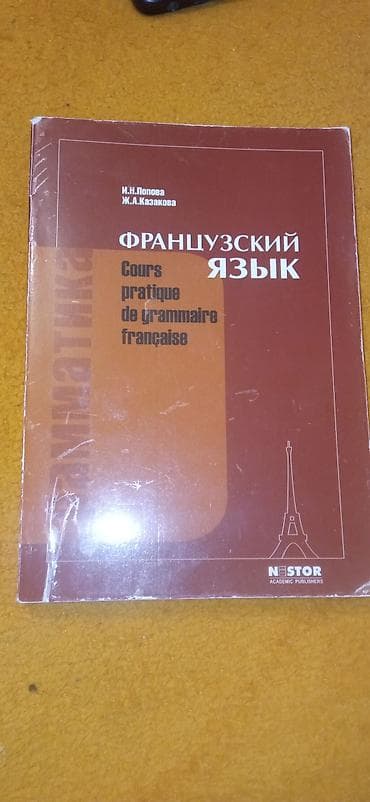 И.Н.Попова
Ж.А.Казакова
ФРАНЦУЗСКИЙ
ЯЗЫК
Cours
pratique
de grammaire
française
NESTOR
ACADEMIC PUBLISHERS